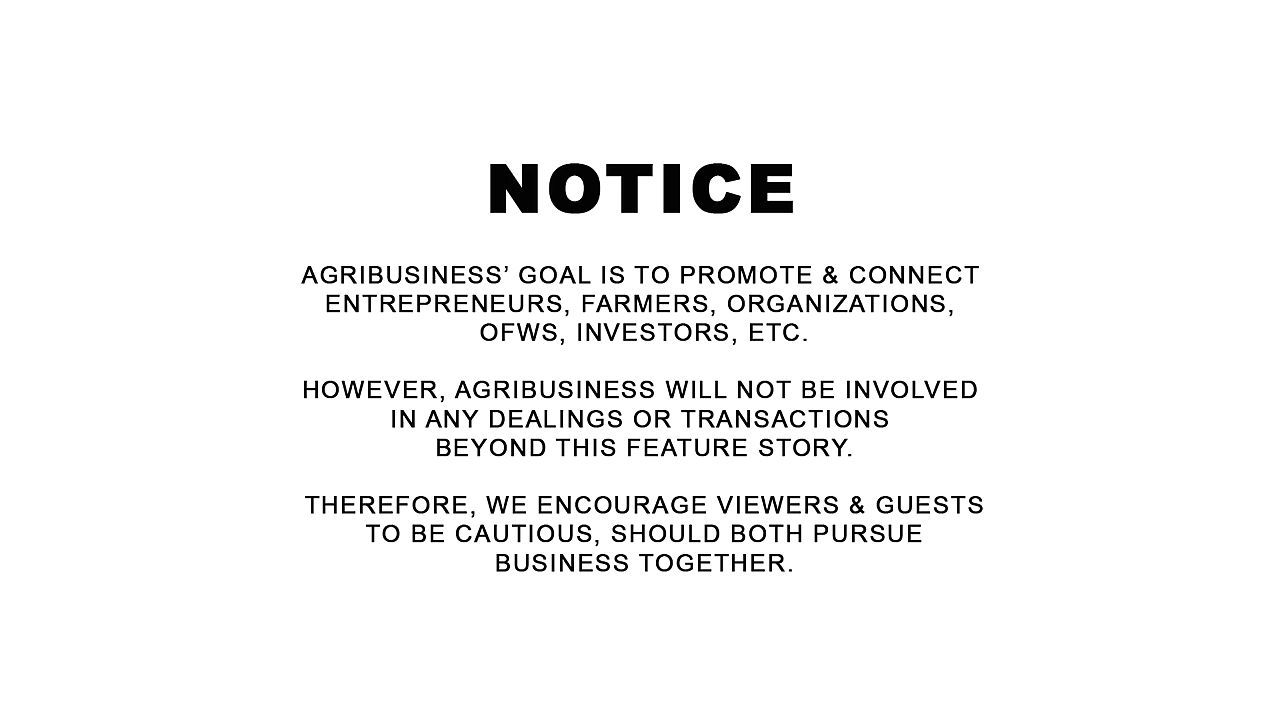 NOTICE
AGRIBUSINESS’ GOAL IS TO PROMOTE & CONNECT
ENTREPRENEURS, FARMERS, ORGANIZATIONS,
OFWS, INVESTORS, ETC.
HOWEVER, AGRIBUSINESS WILL NOT BE INVOLVED
IN ANY DEALINGS OR TRANSACTIONS
BEYOND THIS FEATURE STORY.
THEREFORE, WE ENCOURAGE VIEWERS & GUESTS
TO BE CAUTIOUS, SHOULD BOTH PURSUE
BUSINESS TOGETHER.